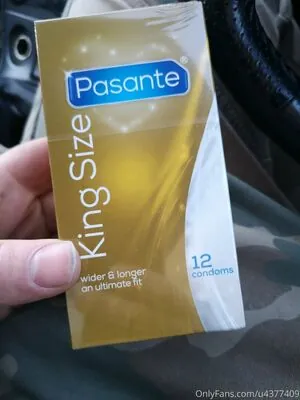 Pasante
King Size
wider & longer
an ultimate fit
12
condoms
OnlyFans.com/u4377409